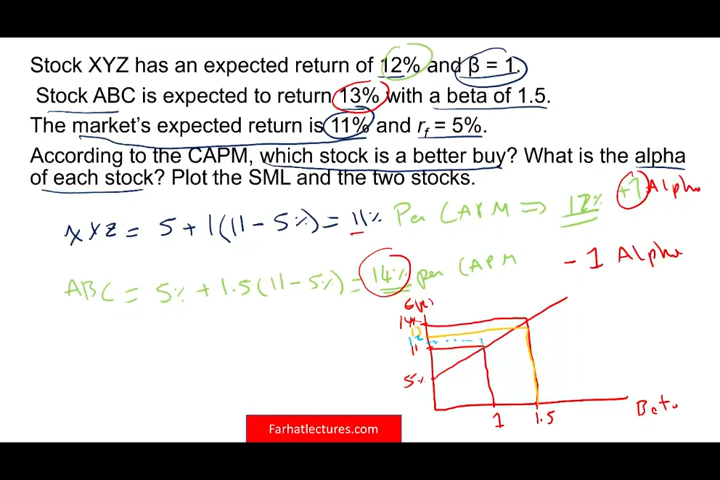 Stock XYZ has an expected return of 12% and β = 1.
Stock ABC is expected to return 13% with a beta of 1.5.
The market's expected return is 11% and rf = 5%.
According to the CAPM, which stock is a better buy? What is the alpha
of each stock? Plot the SML and the two stocks.
XYZ = 5 + 1(11 - 5%) = 11% Per CAPM => 12% +1 Alpha
ABC = 5% + 1.5(11 - 5%) = 14% per CAPM - 1 Alpha
E(R)
14%
13
12
11
5%
1 1.5 Beta
Farhatlectures.com